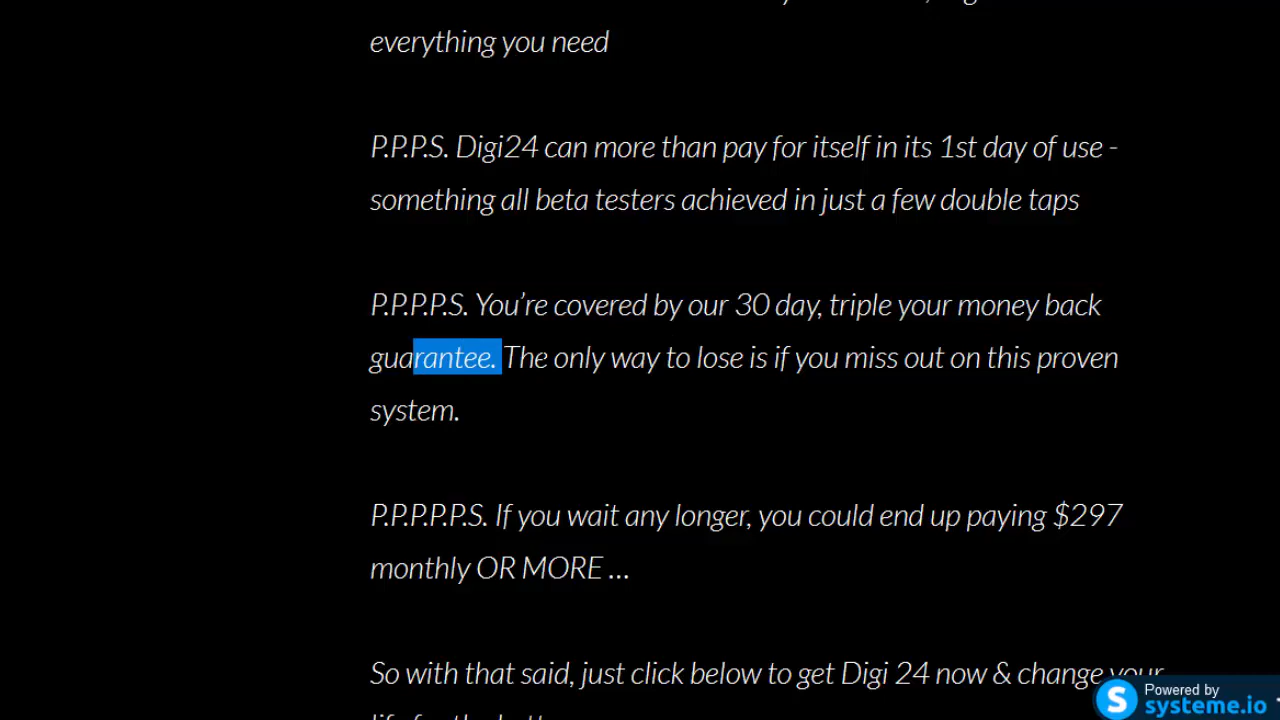 everything you need
P.P.P.S. Digi24 can more than pay for itself in its 1st day of use -
something all beta testers achieved in just a few double taps
P.P.P.P.S. You’re covered by our 30 day, triple your money back
guarantee. The only way to lose is if you miss out on this proven
system.
P.P.P.P.P.S. If you wait any longer, you could end up paying $297
monthly OR MORE ...
So with that said, just click below to get Digi 24 now & change your
Powered by
systeme.io